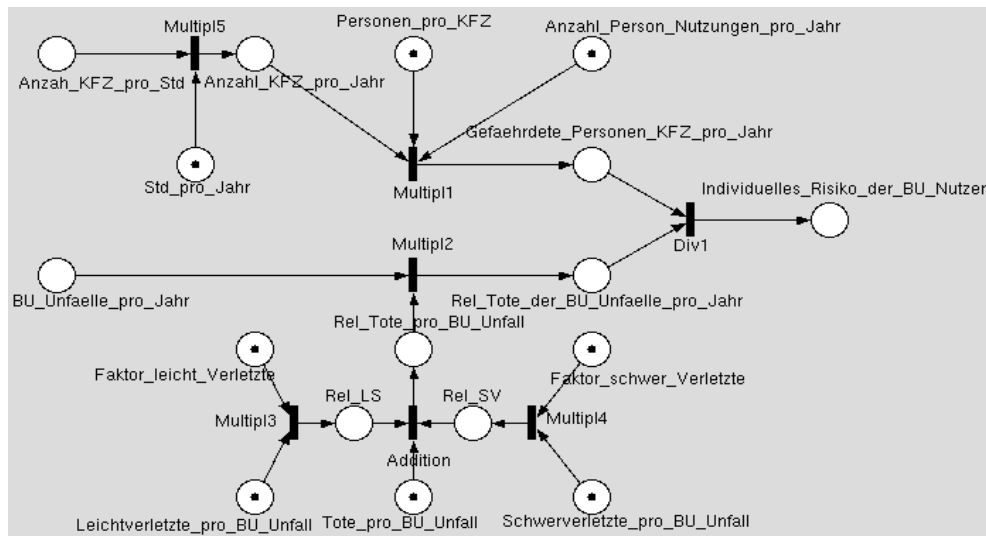 Multipl5
Personen_pro_KFZ
Anzahl_Person_Nutzungen_pro_Jahr
Anzah_KFZ_pro_Std
Anzahl_KFZ_pro_Jahr
Gefaehrdete_Personen_KFZ_pro_Jahr
Std_pro_Jahr
Multipl1
Individuelles_Risiko_der_BU_Nutzer
Multipl2
Div1
BU_Unfaelle_pro_Jahr
Rel_Tote_der_BU_Unfaelle_pro_Jahr
Rel_Tote_pro_BU_Unfall
Faktor_leicht_Verletzte
Faktor_schwer_Verletzte
Rel_LS
Rel_SV
Multipl3
Multipl4
Addition
Leichtverletzte_pro_BU_Unfall
Tote_pro_BU_Unfall
Schwerverletzte_pro_BU_Unfall